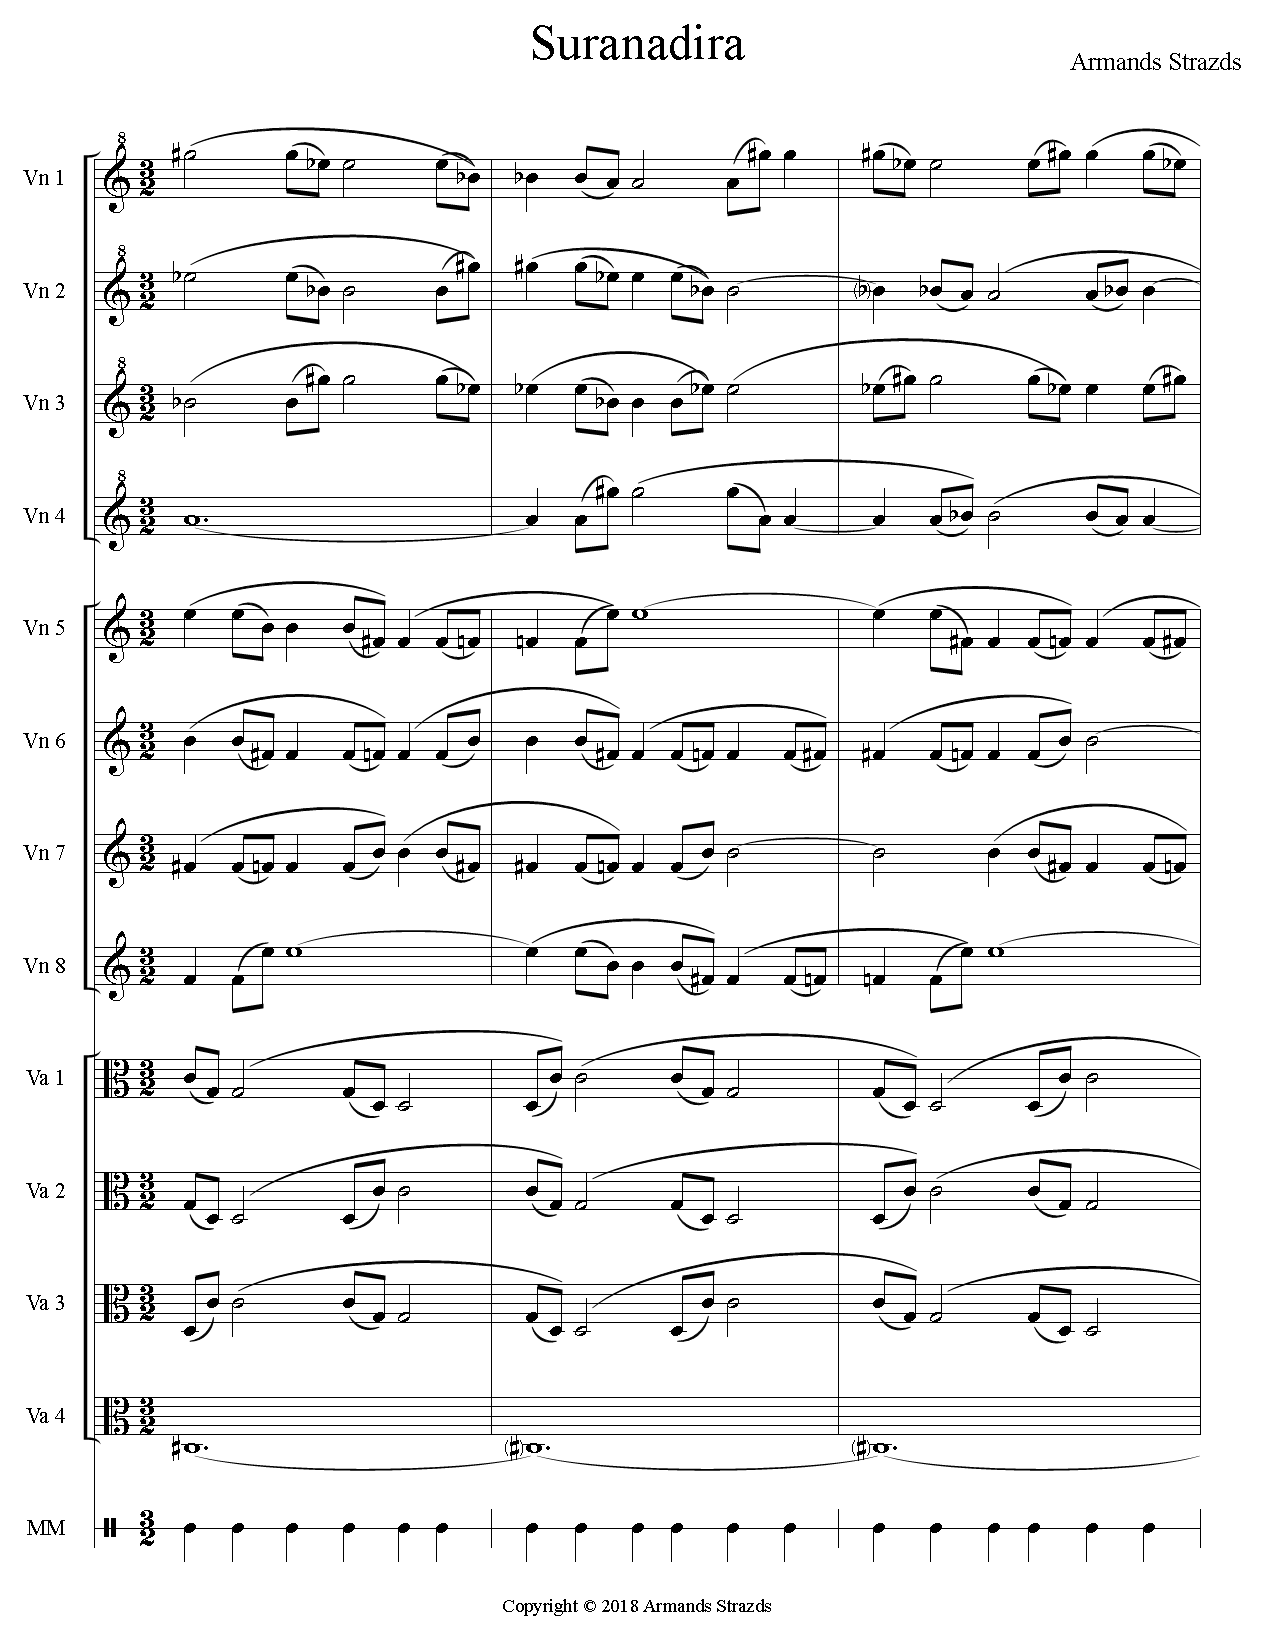 Suranadira
Armands Strazds
Vn 1
Vn 2
Vn 3
Vn 4
Vn 5
Vn 6
Vn 7
Vn 8
Va 1
Va 2
Va 3
Va 4
MM
Copyright © 2018 Armands Strazds